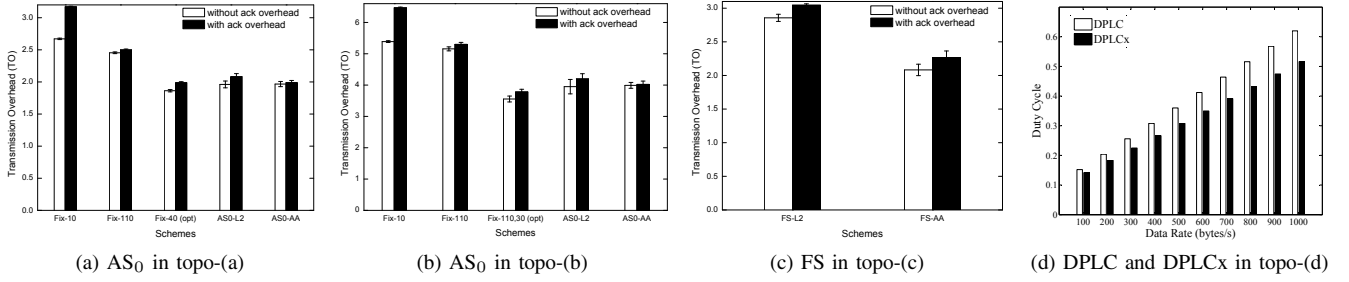 without ack overhead
with ack overhead
3.0
2.5
2.0
1.5
1.0
0.5
0.0
Transmission Overhead (TO)
Fix-10 Fix-110 Fix-40 (opt) AS0-L2 AS0-AA
Schemes
(a) AS0 in topo-(a)
without ack overhead
with ack overhead
6
5
4
3
2
1
0
Transmission Overhead (TO)
Fix-10 Fix-110 Fix-110,30 (opt) AS0-L2 AS0-AA
Schemes
(b) AS0 in topo-(b)
without ack overhead
with ack overhead
3.0
2.5
2.0
1.5
1.0
0.5
0.0
Transmission Overhead (TO)
FS-L2 FS-AA
Schemes
(c) FS in topo-(c)
DPLC
DPLCx
0.6
0.4
0.2
0
Duty Cycle
100 200 300 400 500 600 700 800 900 1000
Data Rate (bytes/s)
(d) DPLC and DPLCx in topo-(d)